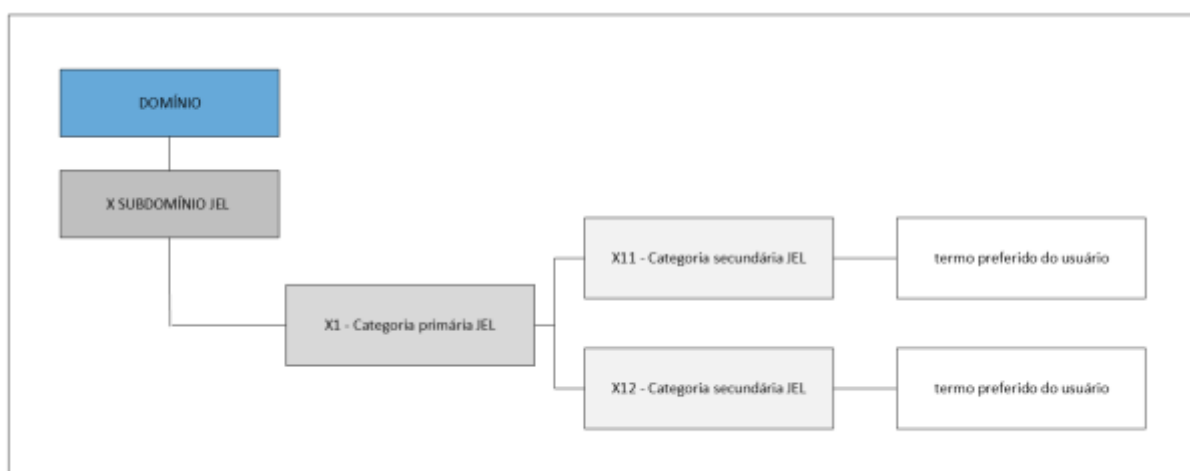 DOMÍNIO
X SUBDOMÍNIO JEL
X1 - Categoria primária JEL
X11 - Categoria secundária JEL
termo preferido do usuário
X12 - Categoria secundária JEL
termo preferido do usuário